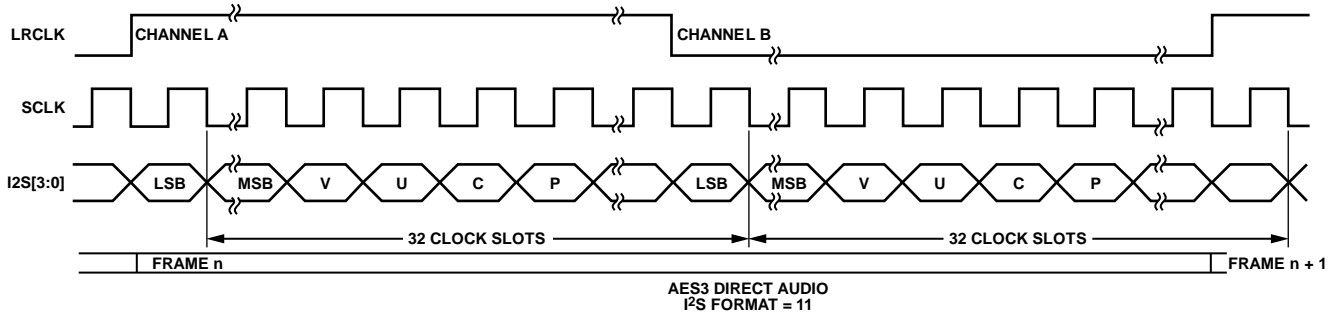 LRCLK
CHANNEL A
CHANNEL B
SCLK
I2S[3:0]
LSB MSB V U C P LSB MSB V U C P
32 CLOCK SLOTS 32 CLOCK SLOTS
FRAME n FRAME n + 1
AES3 DIRECT AUDIO
I²S FORMAT = 11